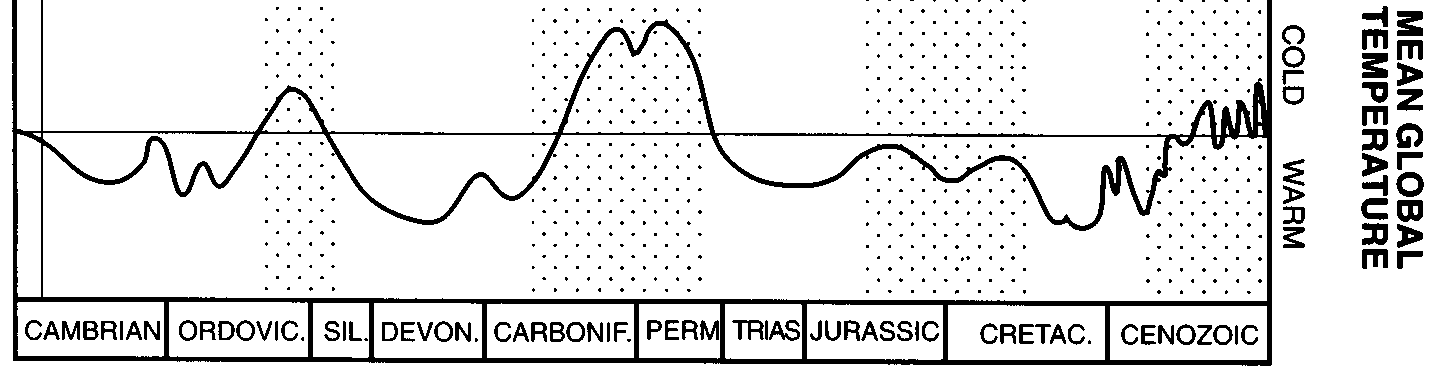 MEAN GLOBAL
TEMPERATURE
COLD
WARM
CAMBRIAN
ORDOVIC.
SIL.
DEVON.
CARBONIF.
PERM
TRIAS
JURASSIC
CRETAC.
CENOZOIC